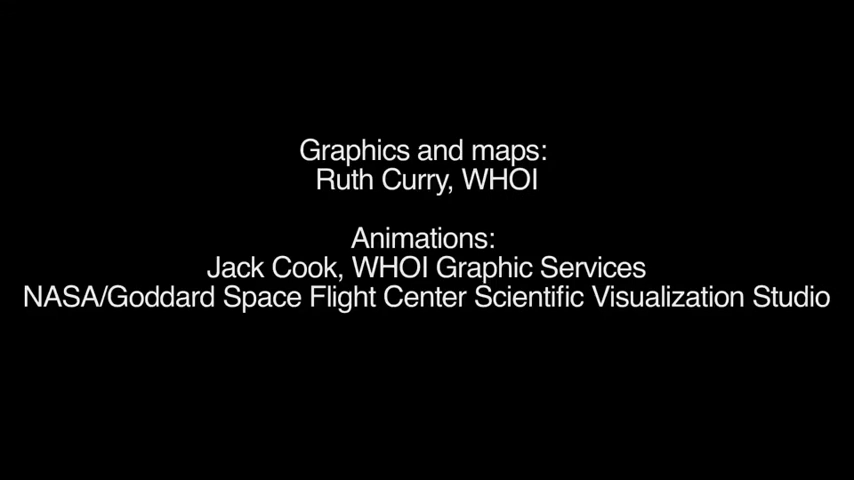 Graphics and maps:
Ruth Curry, WHOI
Animations:
Jack Cook, WHOI Graphic Services
NASA/Goddard Space Flight Center Scientific Visualization Studio